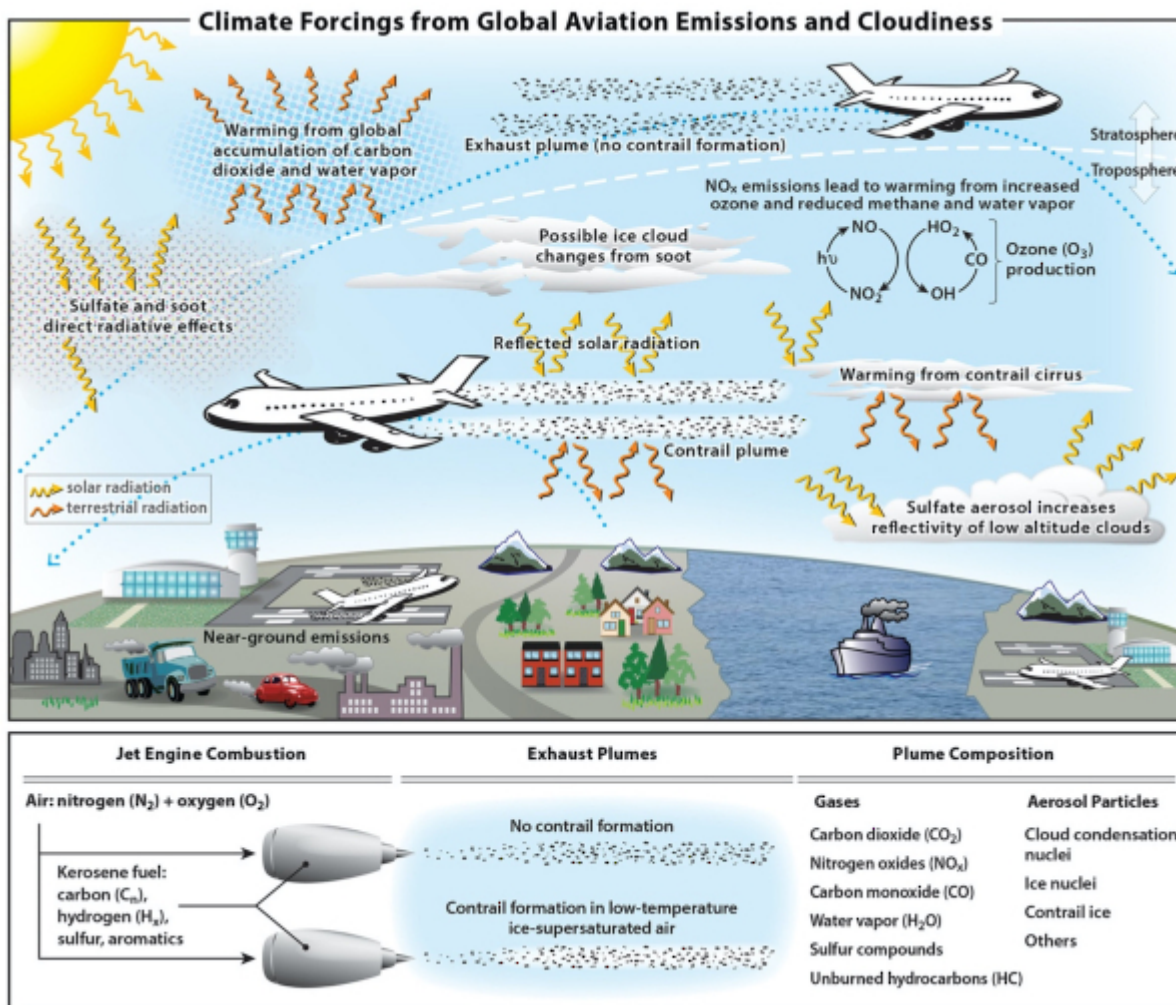 Climate Forcings from Global Aviation Emissions and Cloudiness
Warming from global
accumulation of carbon
dioxide and water vapor
Exhaust plume (no contrail formation)
Stratosphere
Troposphere
NOₓ emissions lead to warming from increased
ozone and reduced methane and water vapor
NO
HO₂
hυ
CO
NO₂
OH
Ozone (O₃)
production
Possible ice cloud
changes from soot
Sulfate and soot
direct radiative effects
Reflected solar radiation
Warming from contrail cirrus
Contrail plume
solar radiation
terrestrial radiation
Sulfate aerosol increases
reflectivity of low altitude clouds
Near-ground emissions
Jet Engine Combustion
Air: nitrogen (N₂) + oxygen (O₂)
Kerosene fuel:
carbon (Cₙ),
hydrogen (Hₓ),
sulfur, aromatics
Exhaust Plumes
No contrail formation
Contrail formation in low-temperature
ice-supersaturated air
Plume Composition
Gases
Carbon dioxide (CO₂)
Nitrogen oxides (NOₓ)
Carbon monoxide (CO)
Water vapor (H₂O)
Sulfur compounds
Unburned hydrocarbons (HC)
Aerosol Particles
Cloud condensation
nuclei
Ice nuclei
Contrail ice
Others